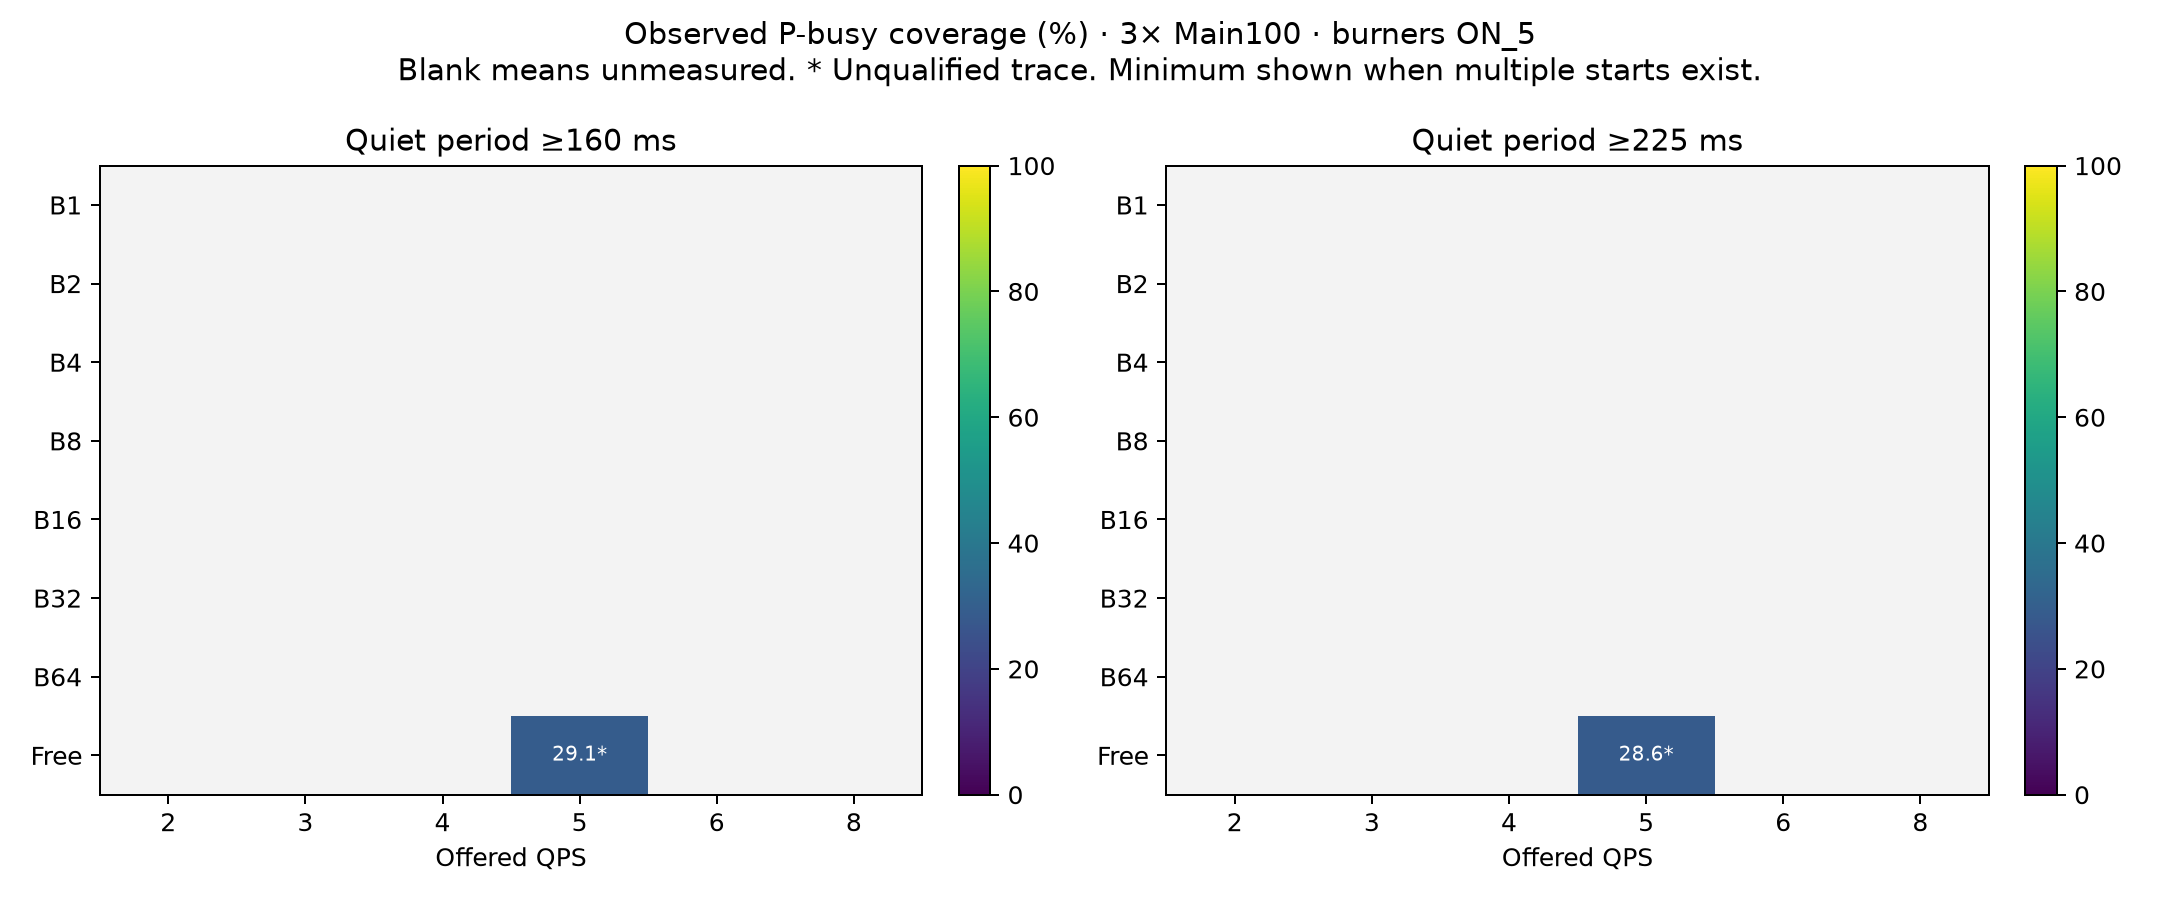 Observed P-busy coverage (%) · 3× Main100 · burners ON_5
Blank means unmeasured. * Unqualified trace. Minimum shown when multiple starts exist.
Quiet period ≥160 ms
B1
B2
B4
B8
B16
B32
B64
Free
29.1*
2 3 4 5 6 8
Offered QPS
100
80
60
40
20
0
Quiet period ≥225 ms
B1
B2
B4
B8
B16
B32
B64
Free
28.6*
2 3 4 5 6 8
Offered QPS
100
80
60
40
20
0